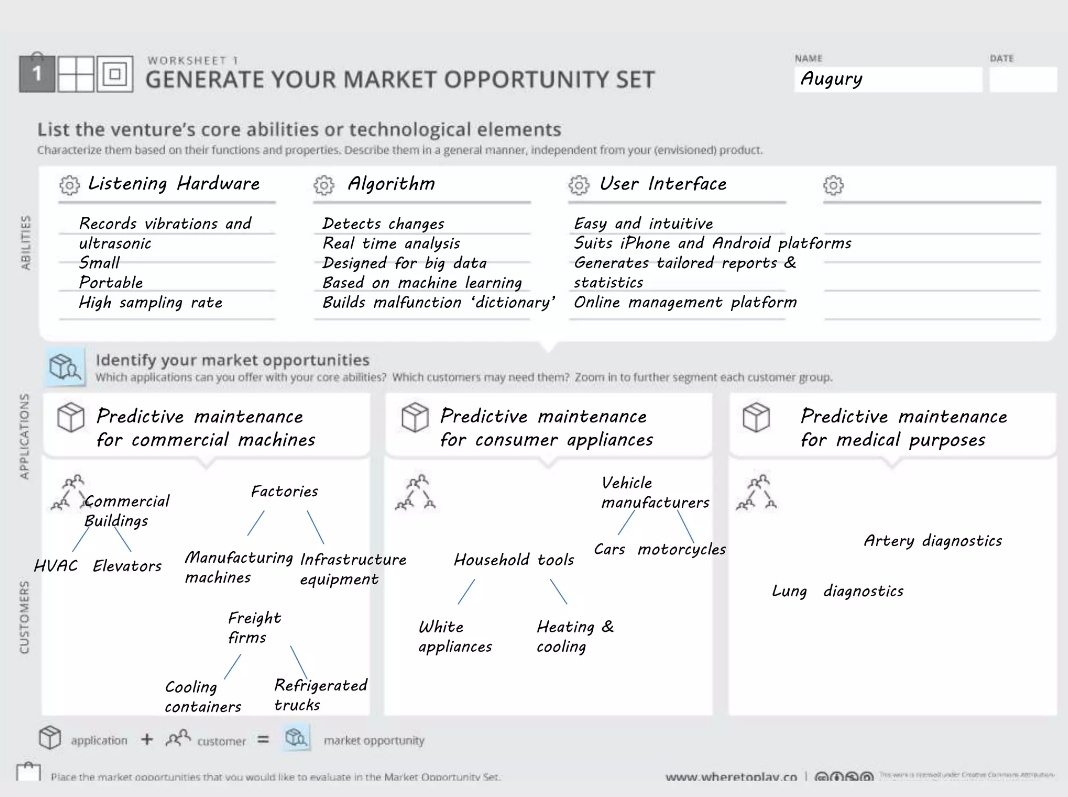 1
WORKSHEET 1
GENERATE YOUR MARKET OPPORTUNITY SET
NAME
DATE
Augury
List the venture's core abilities or technological elements
Characterize them based on their functions and properties. Describe them in a general manner, independent from your (envisioned) product.
ABILITIES
Listening Hardware
Records vibrations and
ultrasonic
Small
Portable
High sampling rate
Algorithm
Detects changes
Real time analysis
Designed for big data
Based on machine learning
Builds malfunction 'dictionary'
User Interface
Easy and intuitive
Suits iPhone and Android platforms
Generates tailored reports &
statistics
Online management platform
Identify your market opportunities
Which applications can you offer with your core abilities? Which customers may need them? Zoom in to further segment each customer group.
APPLICATIONS
Predictive maintenance
for commercial machines
Predictive maintenance
for consumer appliances
Predictive maintenance
for medical purposes
CUSTOMERS
Commercial
Buildings
HVAC
Elevators
Factories
Manufacturing
machines
Infrastructure
equipment
Freight
firms
Cooling
containers
Refrigerated
trucks
Vehicle
manufacturers
Cars
motorcycles
Household tools
White
appliances
Heating &
cooling
Artery diagnostics
Lung diagnostics
application + customer = market opportunity
Place the market opportunities that you would like to evaluate in the Market Opportunity Set.
www.wheretoplay.co
This work is licensed under Creative Commons Attribution-